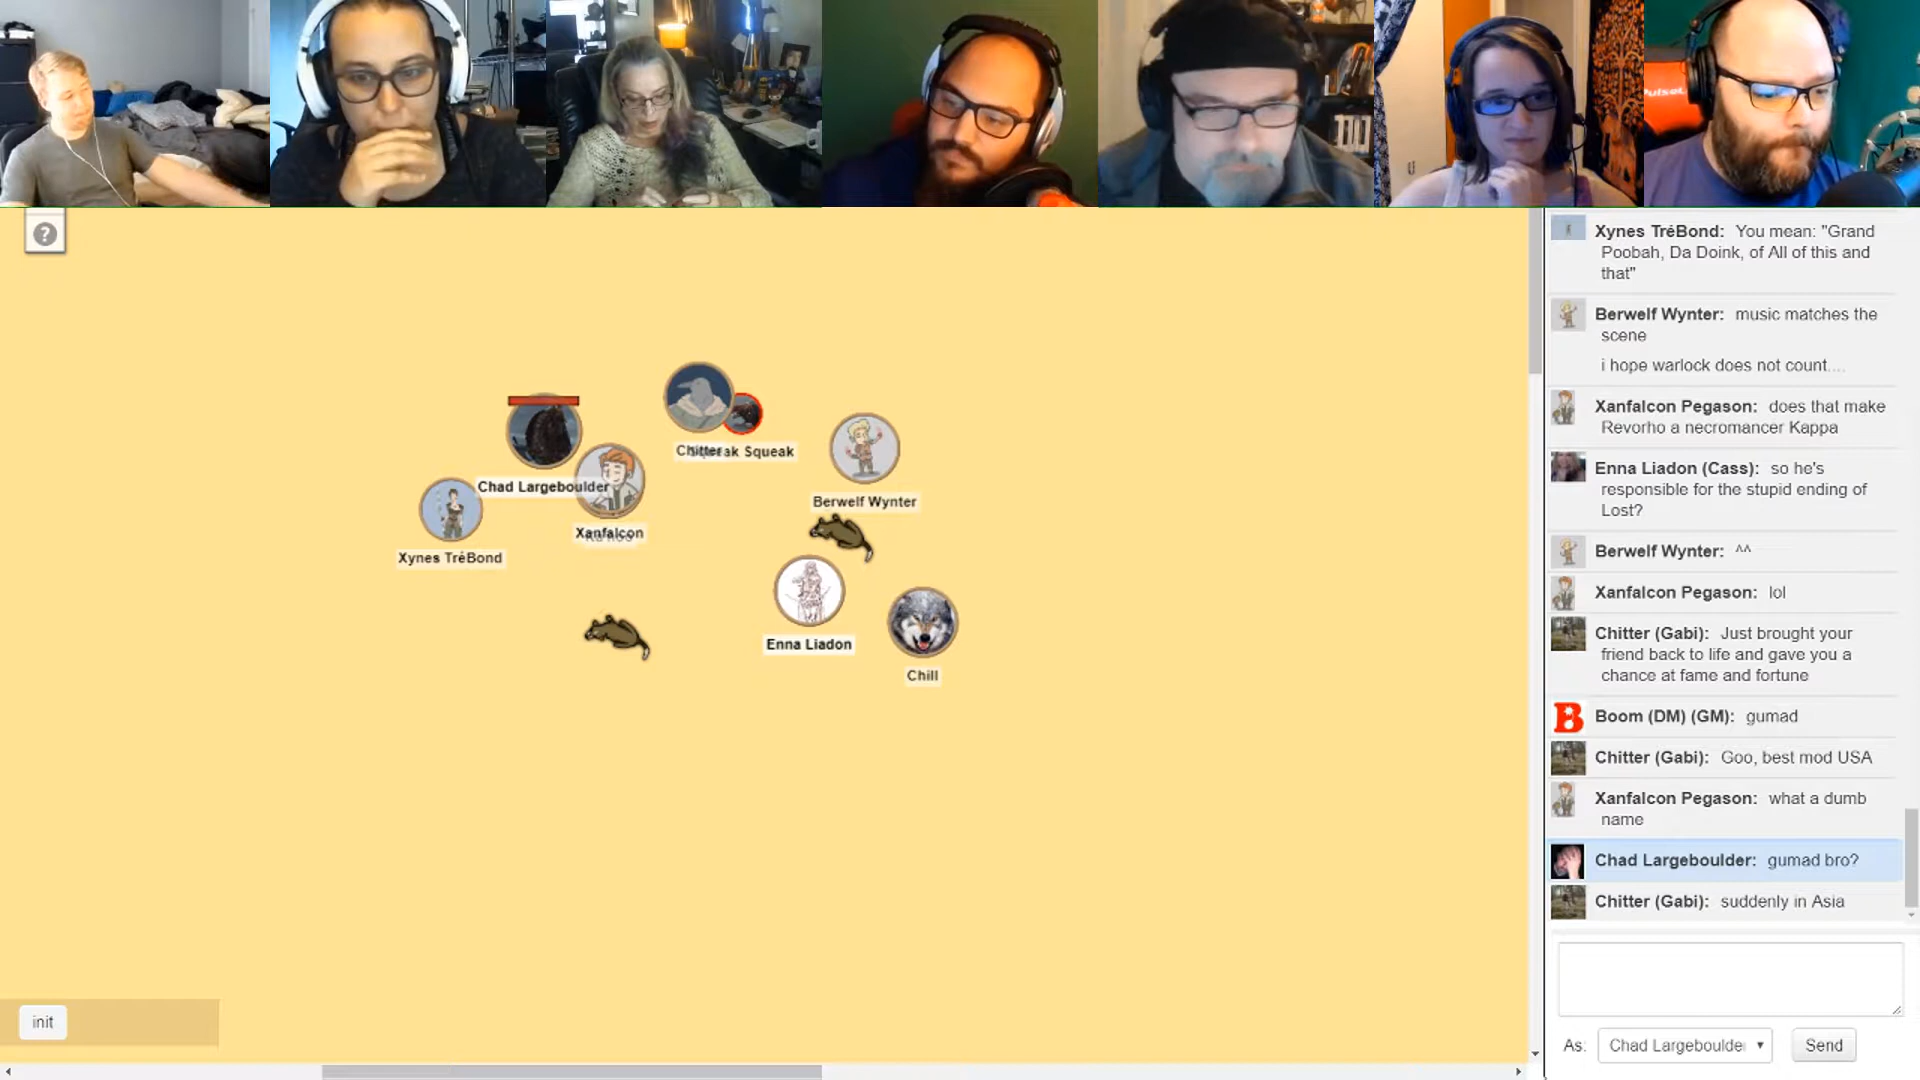 Pulse
?
Chad Largeboulder
Xynes TréBond
Xanfalcon
Chitter
ak Squeak
Berwelf Wynter
Enna Liadon
Chill
init
Xynes TréBond: You mean: "Grand
Poobah, Da Doink, of All of this and
that"
Berwelf Wynter: music matches the
scene
i hope warlock does not count....
Xanfalcon Pegason: does that make
Revorho a necromancer Kappa
Enna Liadon (Cass): so he's
responsible for the stupid ending of
Lost?
Berwelf Wynter: ^^
Xanfalcon Pegason: lol
Chitter (Gabi): Just brought your
friend back to life and gave you a
chance at fame and fortune
B
Boom (DM) (GM): gumad
Chitter (Gabi): Goo, best mod USA
Xanfalcon Pegason: what a dumb
name
Chad Largeboulder: gumad bro?
Chitter (Gabi): suddenly in Asia
As: Chad Largeboulde Send